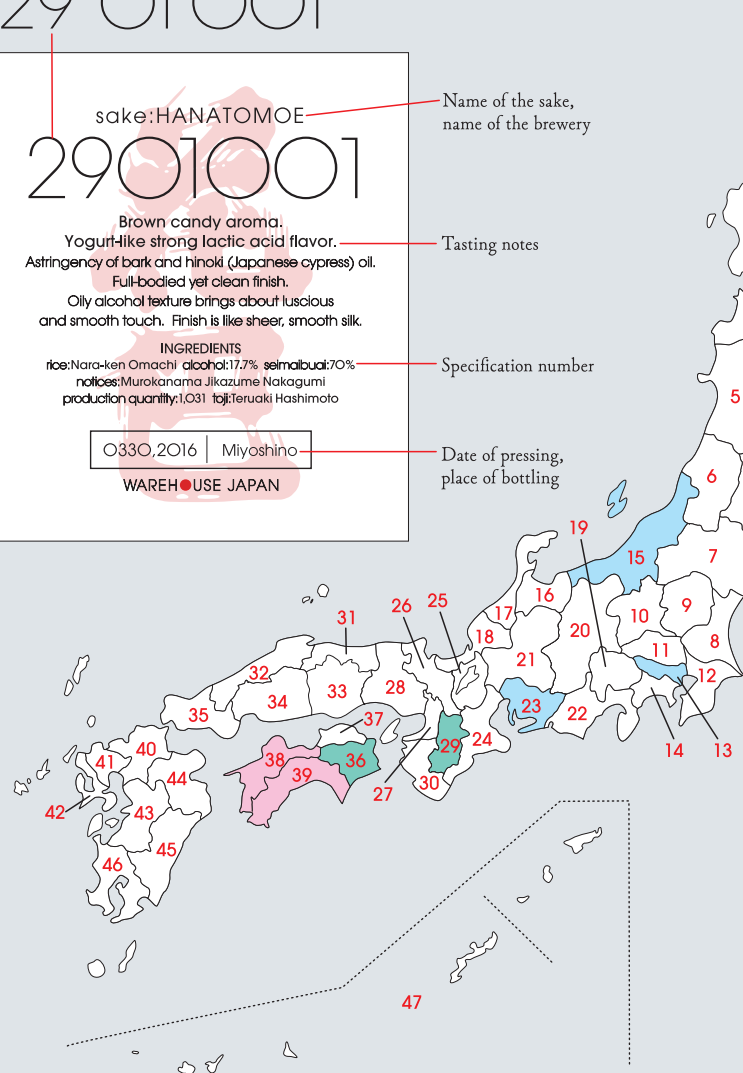 29 01001
sake:HANATOMOE
2901001
Brown candy aroma.
Yogurt-like strong lactic acid flavor.
Astringency of bark and hinoki (Japanese cypress) oil.
Full-bodied yet clean finish.
Oily alcohol texture brings about luscious
and smooth touch. Finish is like sheer, smooth silk.
INGREDIENTS
rice:Nara-ken Omachi alcohol:17.7% seimaibuai:70%
notices:Murokanama Jikazume Nakagumi
production quantity:1,031 toji:Teruaki Hashimoto
0330,2016 | Miyoshino
WAREH●USE JAPAN
Name of the sake,
name of the brewery
Tasting notes
Specification number
Date of pressing,
place of bottling
5
6
19
15
7
16
26
25
17
10
9
31
18
20
8
11
32
21
12
28
33
34
23
35
37
22
24
40
29
14
13
41
38
36
44
39
30
27
42
43
45
46
47